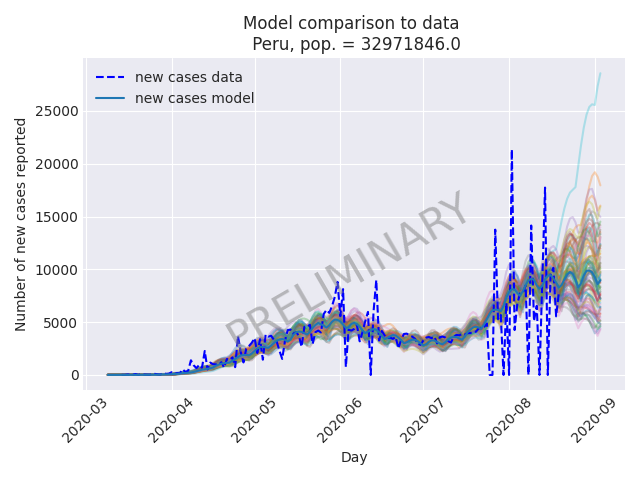 Model comparison to data
Peru, pop. = 32971846.0
new cases data
new cases model
Number of new cases reported
25000
20000
15000
10000
5000
0
PRELIMINARY
2020-03
2020-04
2020-05
2020-06
2020-07
2020-08
2020-09
Day